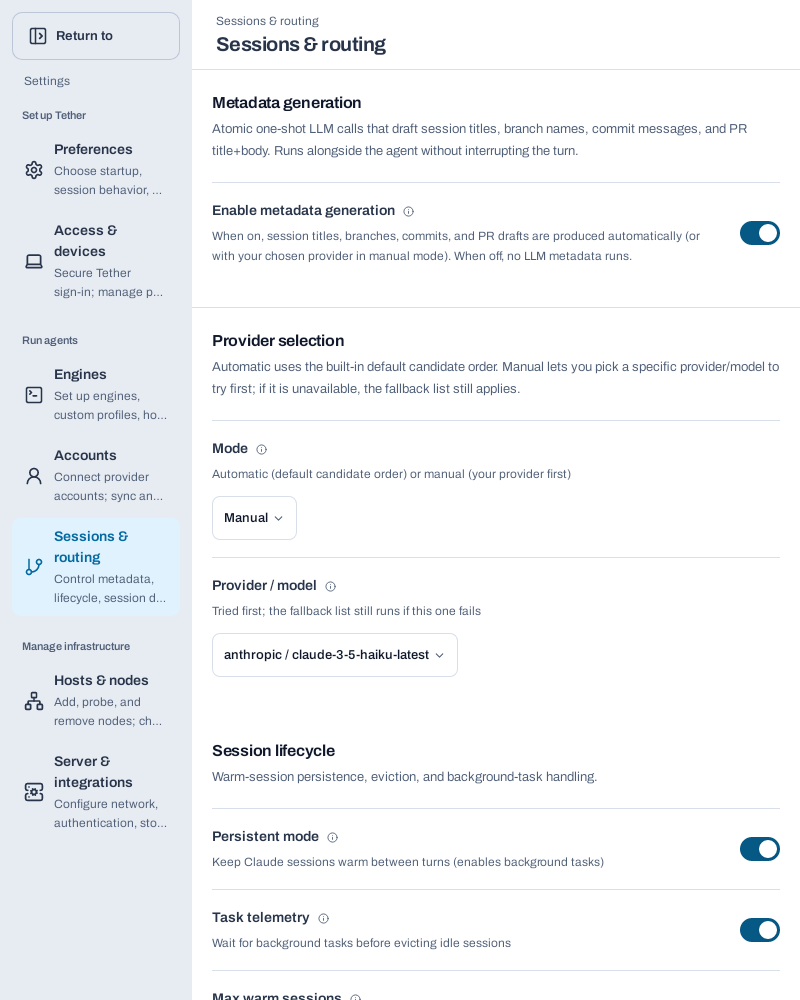 Return to
Settings
Set up Tether
Preferences
Choose startup,
session behavior, ...
Access &
devices
Secure Tether
sign-in; manage p...
Run agents
Engines
Set up engines,
custom profiles, ho...
Accounts
Connect provider
accounts; sync an...
Sessions &
routing
Control metadata,
lifecycle, session d...
Manage infrastructure
Hosts & nodes
Add, probe, and
remove nodes; ch...
Server &
integrations
Configure network,
authentication, sto...
Sessions & routing
Sessions & routing
Metadata generation
Atomic one-shot LLM calls that draft session titles, branch names, commit messages, and PR
title+body. Runs alongside the agent without interrupting the turn.
Enable metadata generation
When on, session titles, branches, commits, and PR drafts are produced automatically (or
with your chosen provider in manual mode). When off, no LLM metadata runs.
Provider selection
Automatic uses the built-in default candidate order. Manual lets you pick a specific provider/model to
try first; if it is unavailable, the fallback list still applies.
Mode
Automatic (default candidate order) or manual (your provider first)
Manual
Provider / model
Tried first; the fallback list still runs if this one fails
anthropic / claude-3-5-haiku-latest
Session lifecycle
Warm-session persistence, eviction, and background-task handling.
Persistent mode
Keep Claude sessions warm between turns (enables background tasks)
Task telemetry
Wait for background tasks before evicting idle sessions
Max warm sessions